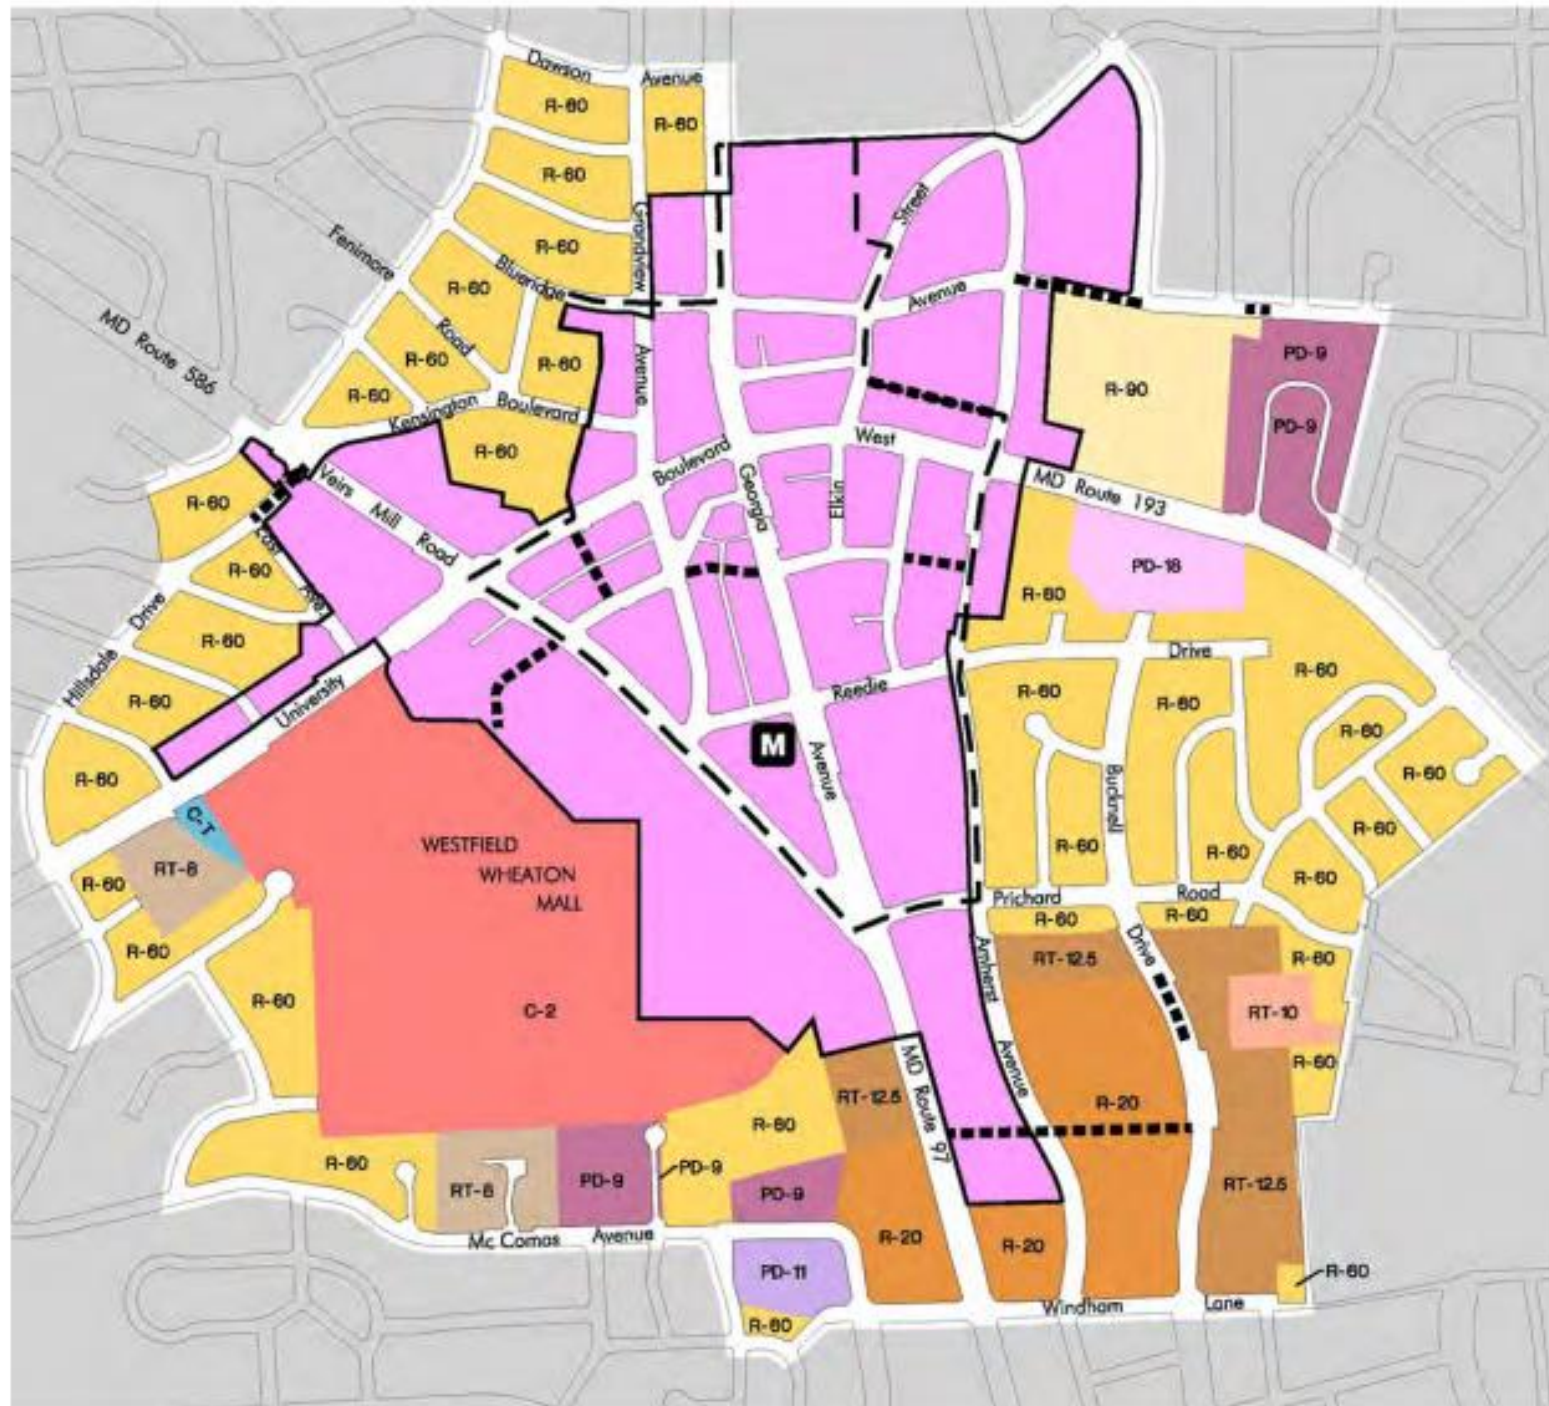 Dawson
Avenue
R-60
R-60
R-60
Street
Grandview
R-60
Fenimore
Blueridge
R-60
Avenue
MD Route 586
Road
R-60
R-60
Avenue
PD-9
R-60
R-90
Kensington
Boulevard
PD-9
R-60
Boulevard
West
Georgia
Elkin
MD Route 193
R-60
Veirs
Mill
Road
East
Ave
R-60
PD-18
R-60
Hillsdale
Drive
R-60
Drive
R-60
Reedie
R-60
R-60
R-60
University
R-60
M
Avenue
R-60
R-60
Bucknell
C-T
WESTFIELD
WHEATON
MALL
R-60
R-60
R-60
RT-8
R-60
R-60
Prichard
Road
R-60
R-60
R-60
Drive
Amherst
RT-12.5
R-60
R-60
C-2
RT-10
R-60
MD Route 97
Avenue
RT-12.5
R-20
R-60
R-60
RT-8
PD-9
PD-9
PD-9
RT-12.5
Mc Comas
Avenue
R-20
R-20
PD-11
R-60
Windham
Lane
R-60